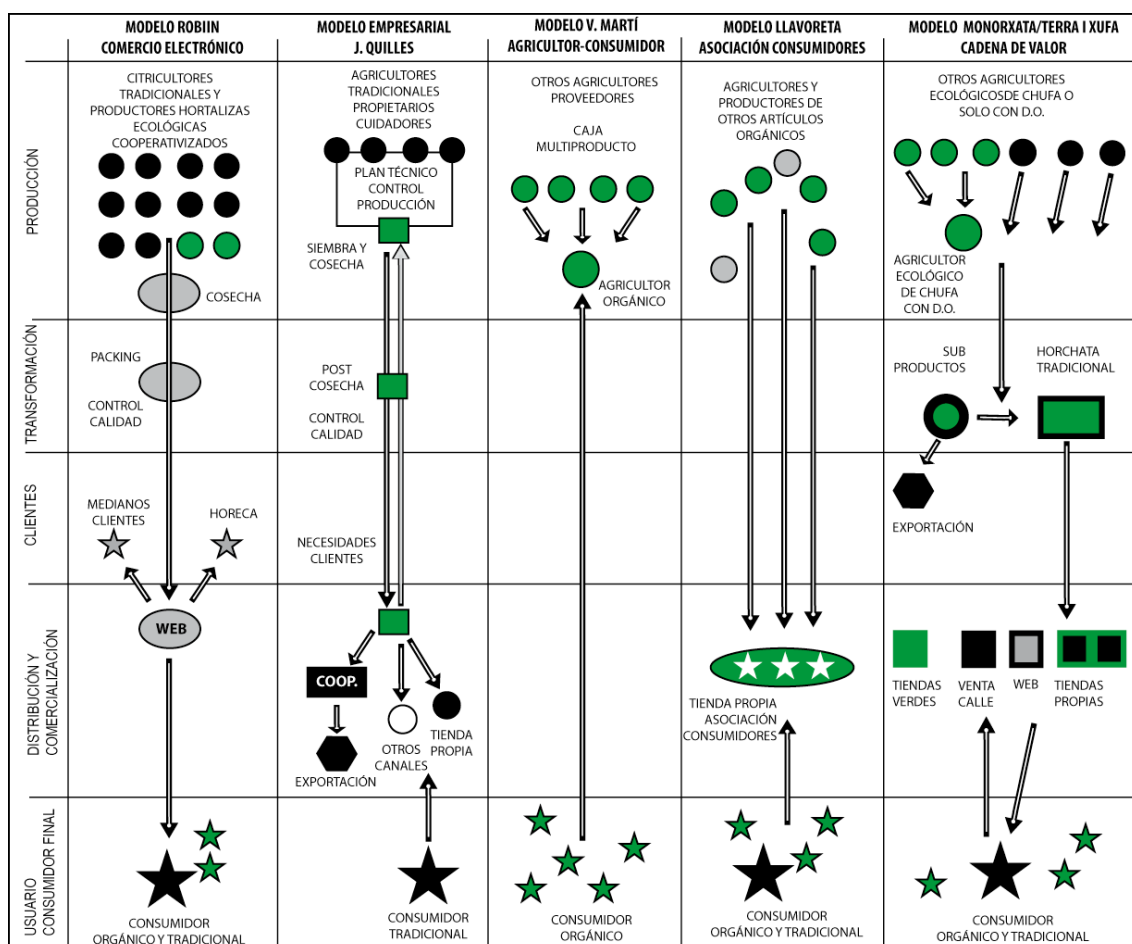 MODELO ROBIIN
COMERCIO ELECTRÓNICO
MODELO EMPRESARIAL
J. QUILLES
MODELO V. MARTÍ
AGRICULTOR-CONSUMIDOR
MODELO LLAVORETA
ASOCIACIÓN CONSUMIDORES
MODELO MONORXATA/TERRA I XUFA
CADENA DE VALOR
PRODUCCIÓN
CITRICULTORES
TRADICIONALES Y
PRODUCTORES HORTALIZAS
ECOLÓGICAS
COOPERATIVIZADOS
COSECHA
AGRICULTORES
TRADICIONALES
PROPIETARIOS
CUIDADORES
PLAN TÉCNICO
CONTROL
PRODUCCIÓN
SIEMBRA Y
COSECHA
OTROS AGRICULTORES
PROVEEDORES
CAJA
MULTIPRODUCTO
AGRICULTOR
ORGÁNICO
AGRICULTORES Y
PRODUCTORES DE
OTROS ARTÍCULOS
ORGÁNICOS
OTROS AGRICULTORES
ECOLÓGICOSDE CHUFA O
SOLO CON D.O.
AGRICULTOR
ECOLÓGICO
DE CHUFA
CON D.O.
TRANSFORMACIÓN
PACKING
CONTROL
CALIDAD
POST
COSECHA
CONTROL
CALIDAD
SUB
PRODUCTOS
HORCHATA
TRADICIONAL
CLIENTES
MEDIANOS
CLIENTES
HORECA
NECESIDADES
CLIENTES
EXPORTACIÓN
DISTRIBUCIÓN Y
COMERCIALIZACIÓN
WEB
COOP.
EXPORTACIÓN
OTROS
CANALES
TIENDA
PROPIA
TIENDA PROPIA
ASOCIACIÓN
CONSUMIDORES
TIENDAS
VERDES
VENTA
CALLE
WEB
TIENDAS
PROPIAS
USUARIO
CONSUMIDOR FINAL
CONSUMIDOR
ORGÁNICO Y TRADICIONAL
CONSUMIDOR
TRADICIONAL
CONSUMIDOR
ORGÁNICO
CONSUMIDOR
ORGÁNICO Y TRADICIONAL
CONSUMIDOR
ORGÁNICO Y TRADICIONAL